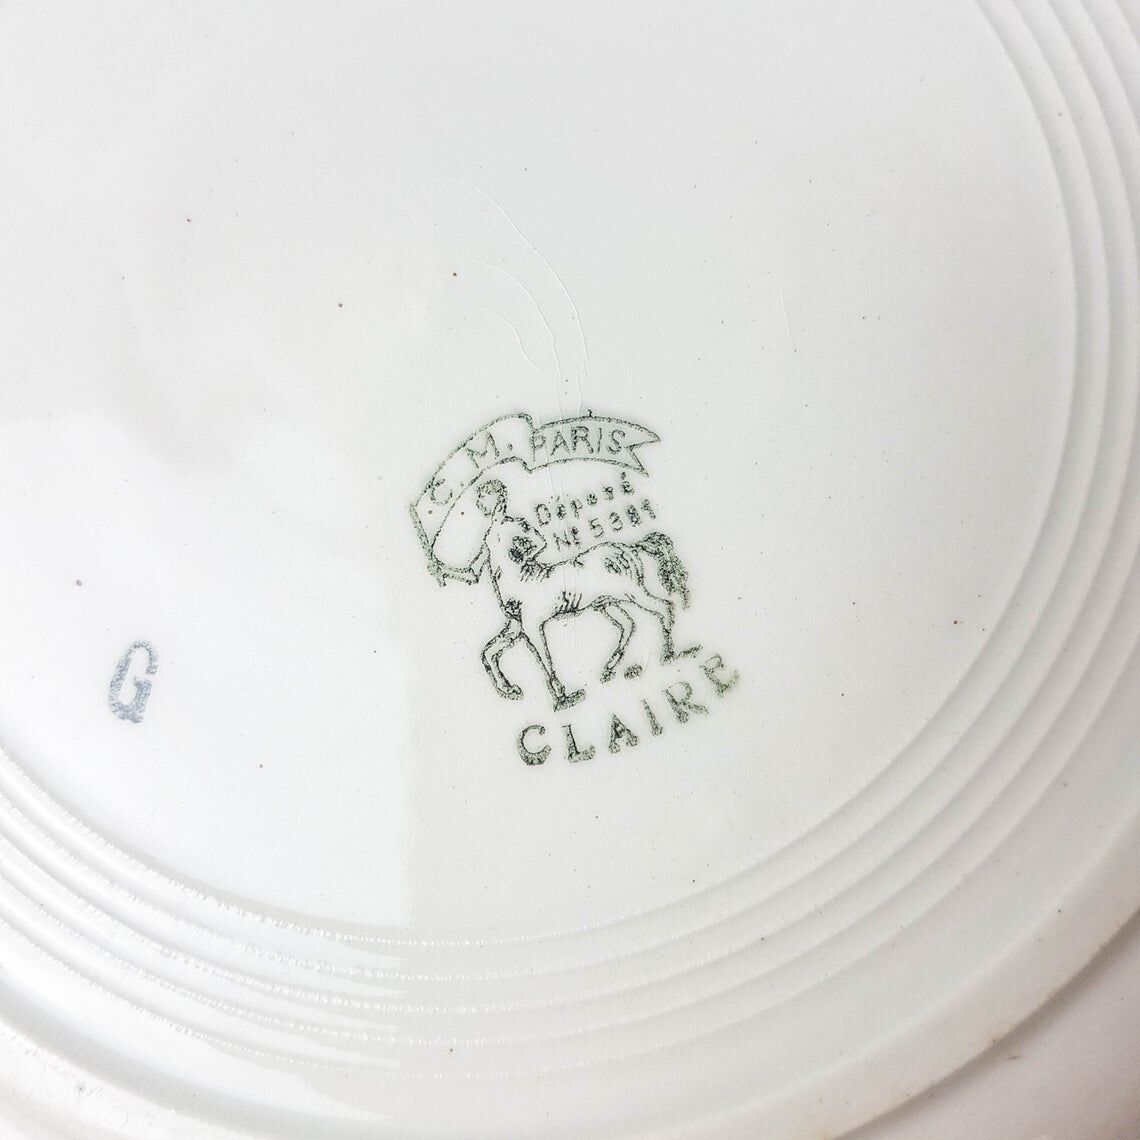 C. M. PARIS
Déposé
No 5381
CLAIRE
G